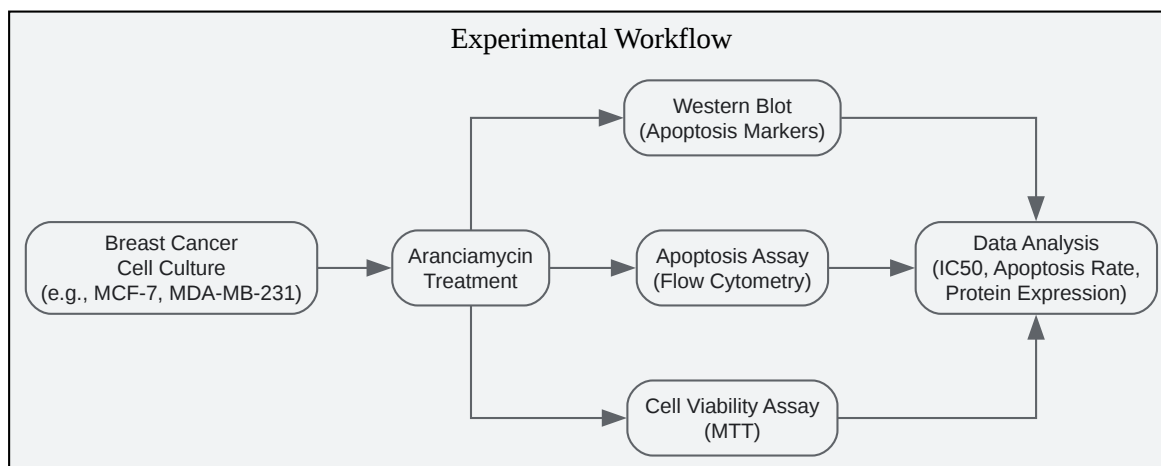 Experimental Workflow
Breast Cancer
Cell Culture
(e.g., MCF-7, MDA-MB-231)
Aranciamycin
Treatment
Western Blot
(Apoptosis Markers)
Apoptosis Assay
(Flow Cytometry)
Cell Viability Assay
(MTT)
Data Analysis
(IC50, Apoptosis Rate,
Protein Expression)